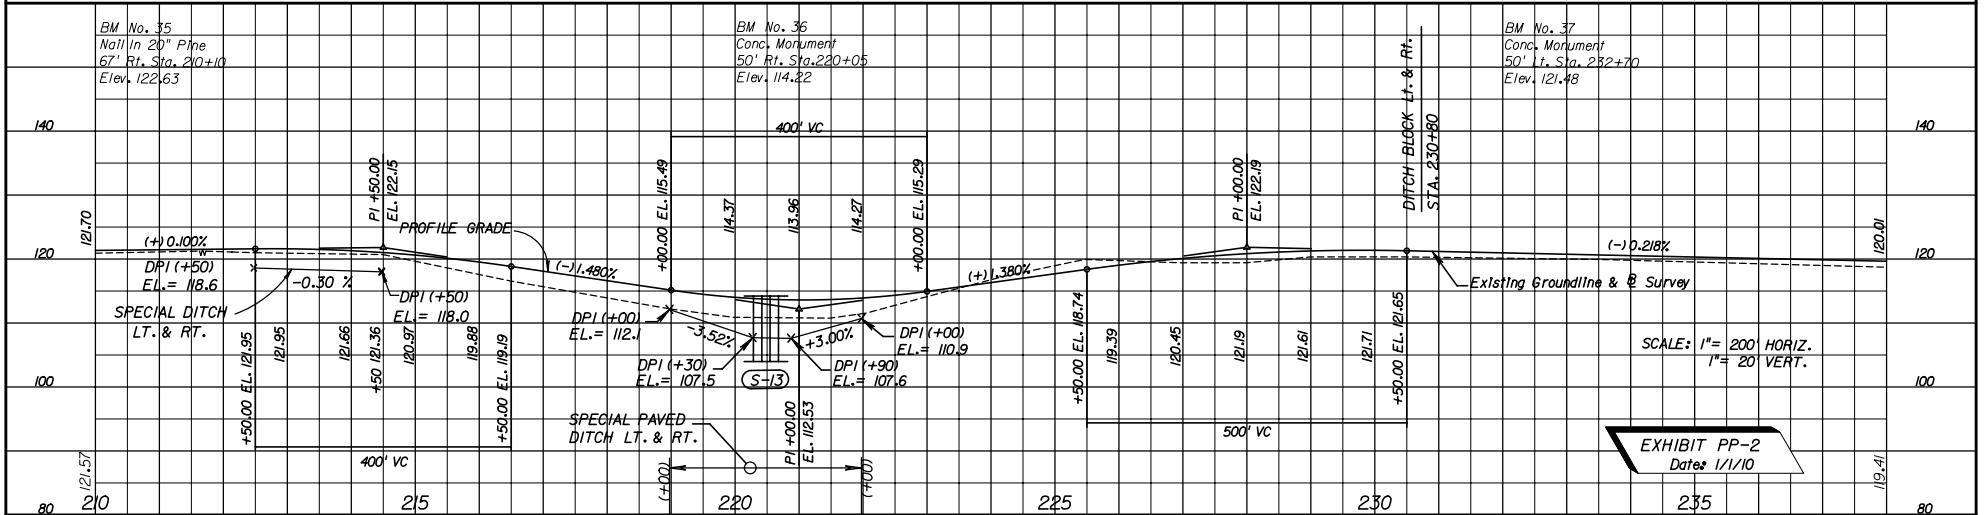 BM No. 35
Nail In 20" Pine
67' Rt. Sta. 210+10
Elev. 122.63
BM No. 36
Conc. Monument
50' Rt. Sta.220+05
Elev. 114.22
BM No. 37
Conc. Monument
50' Lt. Sta. 232+70
Elev. 121.48
DITCH BLOCK Lt. & Rt.
STA. 230+80
140
400' VC
140
121.70
PI +50.00
EL. 122.15
+00.00 EL. 115.49
114.37
113.96
114.27
+00.00 EL. 115.29
PI +00.00
EL. 122.19
120.01
PROFILE GRADE
(+) 0.100%
(-) 1.480%
(+) 1.380%
(-) 0.218%
120
120
DPI (+50)
EL.= 118.6
-0.30 %
DPI (+50)
EL.= 118.0
SPECIAL DITCH
LT. & RT.
DPI (+00)
EL.= 112.1
-3.52%
+3.00%
DPI (+00)
EL.= 110.9
Existing Groundline & B Survey
+50.00 EL. 121.95
121.95
121.66
+50 121.36
120.97
119.88
+50.00 EL. 119.19
DPI (+30)
EL.= 107.5
S-13
DPI (+90)
EL.= 107.6
+50.00 EL. 118.74
119.39
120.45
121.19
121.61
121.71
+50.00 EL. 121.65
SCALE: 1"= 200' HORIZ.
1"= 20' VERT.
100
100
SPECIAL PAVED
DITCH LT. & RT.
PI +00.00
EL. 112.53
500' VC
400' VC
(+00)
(+00)
EXHIBIT PP-2
Date: 1/1/10
121.57
119.41
80
210
215
220
225
230
235
80